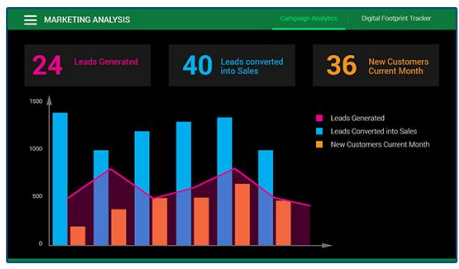 MARKETING ANALYSIS
Campaign Analytics
Digital Footprint Tracker
24
Leads Generated
40
Leads converted
into Sales
36
New Customers
Current Month
1500
1000
500
0
Leads Generated
Leads Converted into Sales
New Customers Current Month